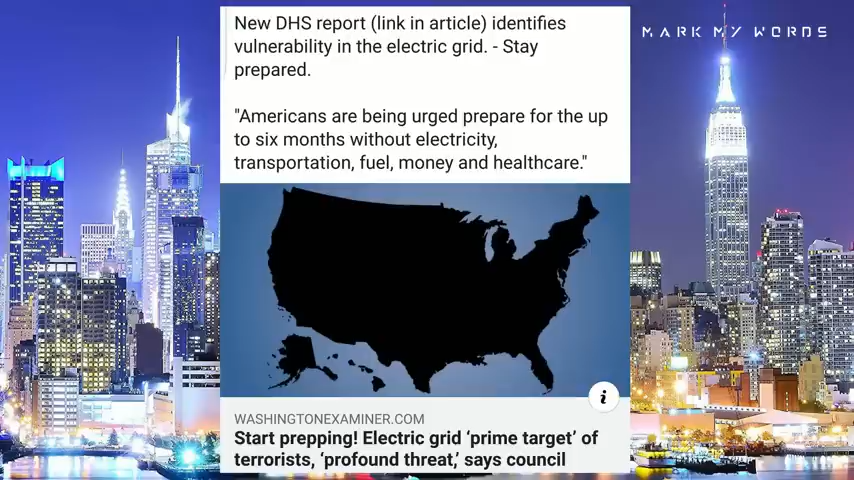 MARK MY WORDS
New DHS report (link in article) identifies
vulnerability in the electric grid. - Stay
prepared.
"Americans are being urged prepare for the up
to six months without electricity,
transportation, fuel, money and healthcare."
i
WASHINGTONEXAMINER.COM
Start prepping! Electric grid ‘prime target’ of
terrorists, ‘profound threat,’ says council